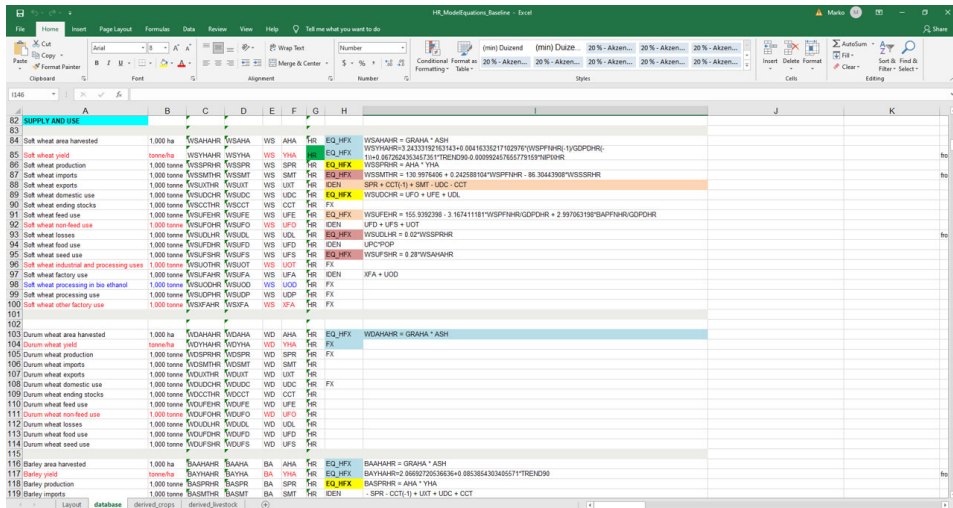 HR_ModelEquations_Baseline - Excel
Marko
File Home Insert Page Layout Formulas Data Review View Help Tell me what you want to do
Share
Cut
Copy
Format Painter
Paste
Clipboard
Arial
8
Font
Wrap Text
Merge & Center
Alignment
Number
Number
Conditional Formatting
Format as Table
(min) Duizend (min) Duize... 20 % - Akzen... 20 % - Akzen... 20 % - Akzen... 20 % - Akzen...
20 % - Akzen... 20 % - Akzen... 20 % - Akzen... 20 % - Akzen... 20 % - Akzen... 20 % - Akzen...
Styles
Insert Delete Format
Cells
AutoSum
Fill
Clear
Sort & Filter
Find & Select
Editing
I146
fx
A B C D E F G H I J K
82 SUPPLY AND USE
83
84 Soft wheat area harvested 1,000 ha WSAHAHR WSAHA WS AHA HR EQ_HFX WSAHAHR = GRAHA * ASH
85 Soft wheat yield tonne/ha WSYHAHR WSYHA WS YHA HR EQ_HFX
86 Soft wheat production 1,000 tonne WSSPRHR WSSPR WS SPR HR EQ_HFX WSSPRHR = AHA * YHA
87 Soft wheat imports 1,000 tonne WSSMTHR WSSMT WS SMT HR EQ_HFX WSSMTHR = 130.9976406 + 0.242588104*WSPFNHR - 86.30443908*WSSSRHR
88 Soft wheat exports 1,000 tonne WSUXTHR WSUXT WS UXT HR IDEN SPR + CCT(-1) + SMT - UDC - CCT
89 Soft wheat domestic use 1,000 tonne WSUDCHR WSUDC WS UDC HR EQ_HFX WSUDCHR = UFO + UFE + UDL
90 Soft wheat ending stocks 1,000 tonne WSCCTHR WSCCT WS CCT HR FX
91 Soft wheat feed use 1,000 tonne WSUFEHR WSUFE WS UFE HR EQ_HFX WSUFEHR = 155.9392398 - 3.167411181*WSPFNHR/GDPDHR + 2.997063198*BAPFNHR/GDPDHR
92 Soft wheat non-feed use 1,000 tonne WSUFOHR WSUFO WS UFO HR IDEN UFD + UFS + UOT
93 Soft wheat losses 1,000 tonne WSUDLHR WSUDL WS UDL HR EQ_HFX WSUDLHR = 0.02*WSSPRHR fro
94 Soft wheat food use 1,000 tonne WSUFDHR WSUFD WS UFD HR IDEN UPC*POP
95 Soft wheat seed use 1,000 tonne WSUFSHR WSUFS WS UFS HR EQ_HFX WSUFSHR = 0.28*WSAHAHR
96 Soft wheat industrial and processing uses 1,000 tonne WSUOTHR WSUOT WS UOT HR FX
97 Soft wheat factory use 1,000 tonne WSUFAHR WSUFA WS UFA HR IDEN XFA + UOD
98 Soft wheat processing in bio ethanol 1,000 tonne WSUODHR WSUOD WS UOD HR FX
99 Soft wheat processing use 1,000 tonne WSUDPHR WSUDP WS UDP HR FX
100 Soft wheat other factory use 1,000 tonne WSXFAHR WSXFA WS XFA HR FX
101
102
103 Durum wheat area harvested 1,000 ha WDAHAHR WDAHA WD AHA HR EQ_HFX WDAHAHR = GRAHA * ASH
104 Durum wheat yield tonne/ha WDYHAHR WDYHA WD YHA HR FX
105 Durum wheat production 1,000 tonne WDSPRHR WDSPR WD SPR HR FX
106 Durum wheat imports 1,000 tonne WDSMTHR WDSMT WD SMT HR
107 Durum wheat exports 1,000 tonne WDUXTHR WDUXT WD UXT HR
108 Durum wheat domestic use 1,000 tonne WDUDCHR WDUDC WD UDC HR FX
109 Durum wheat ending stocks 1,000 tonne WDCCTHR WDCCT WD CCT HR
110 Durum wheat feed use 1,000 tonne WDUFEHR WDUFE WD UFE HR
111 Durum wheat non-feed use 1,000 tonne WDUFOHR WDUFO WD UFO HR
112 Durum wheat losses 1,000 tonne WDUDLHR WDUDL WD UDL HR
113 Durum wheat food use 1,000 tonne WDUFDHR WDUFD WD UFD HR
114 Durum wheat seed use 1,000 tonne WDUFSHR WDUFS WD UFS HR
115
116 Barley area harvested 1,000 ha BAAHAHR BAAHA BA AHA HR EQ_HFX BAAHAHR = GRAHA * ASH
117 Barley yield tonne/ha BAYHAHR BAYHA BA YHA HR EQ_HFX BAYHAHR=2.06692720536636+0.0853854303405571*TREND90 fro
118 Barley production 1,000 tonne BASPRHR BASPR BA SPR HR EQ_HFX BASPRHR = AHA * YHA
119 Barley imports 1,000 tonne BASMTHR BASMT BA SMT HR IDEN - SPR - CCT(-1) + UXT + UDC + CCT
Layout database derived_crops derived_livestock